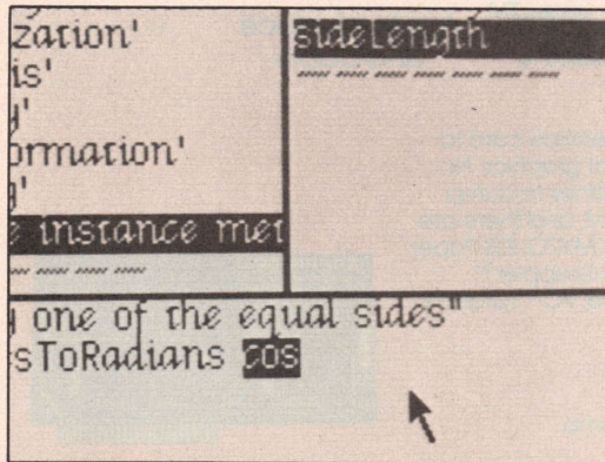 zation'
is'
y'
ormation'
g'
e instance met
sideLength
one of the equal sides"
sToRadians cos